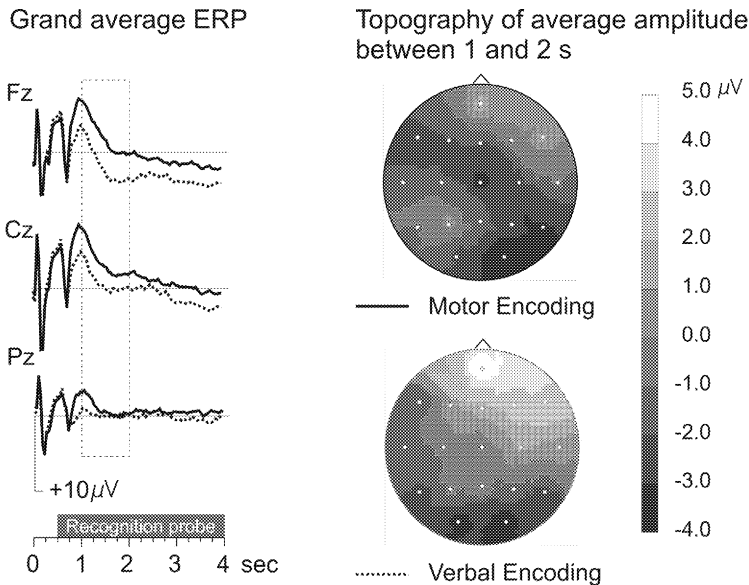 Grand average ERP
Topography of average amplitude
between 1 and 2 s
Fz
Cz
Pz
+10 µV
Recognition probe
0 1 2 3 4 sec
Motor Encoding
Verbal Encoding
5.0 µV
4.0
3.0
2.0
1.0
0.0
-1.0
-2.0
-3.0
-4.0